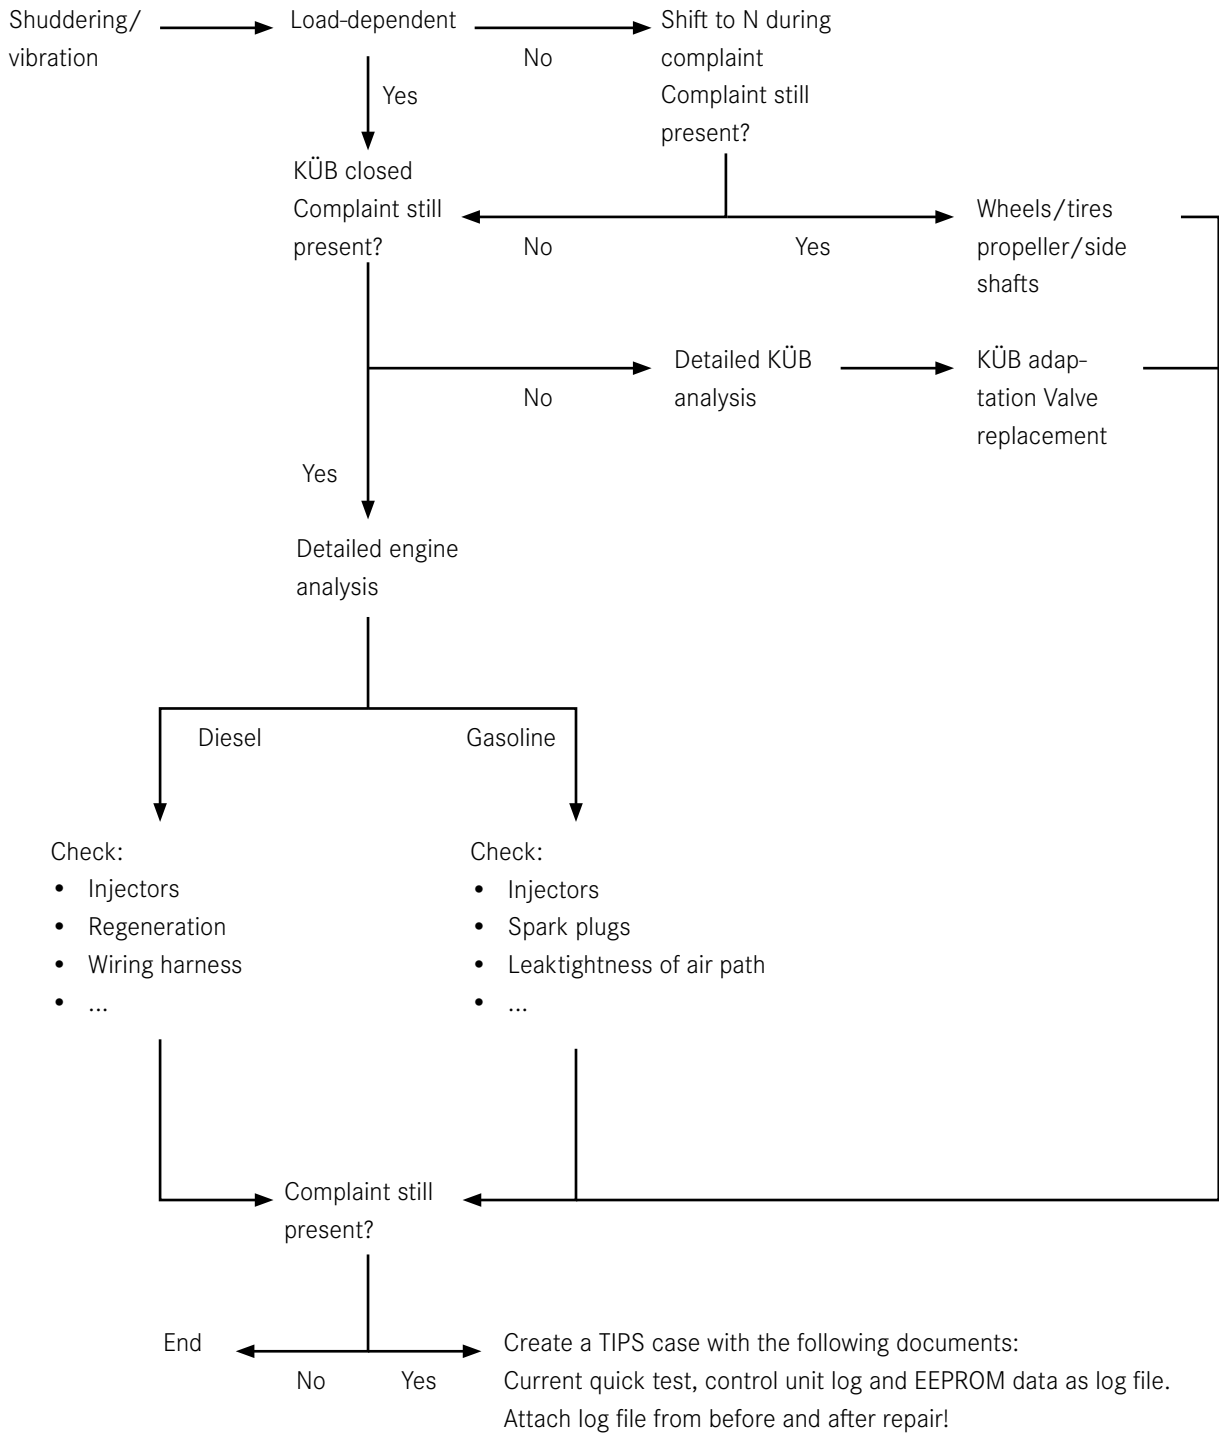 Shuddering/
vibration
Load-dependent
No
Shift to N during
complaint
Complaint still
present?
Yes
KÜB closed
Complaint still
present?
No
Yes
Wheels/tires
propeller/side
shafts
No
Detailed KÜB
analysis
KÜB adap-
tation Valve
replacement
Yes
Detailed engine
analysis
Diesel
Gasoline
Check:
• Injectors
• Regeneration
• Wiring harness
• ...
Check:
• Injectors
• Spark plugs
• Leaktightness of air path
• ...
Complaint still
present?
End
No
Yes
Create a TIPS case with the following documents:
Current quick test, control unit log and EEPROM data as log file.
Attach log file from before and after repair!